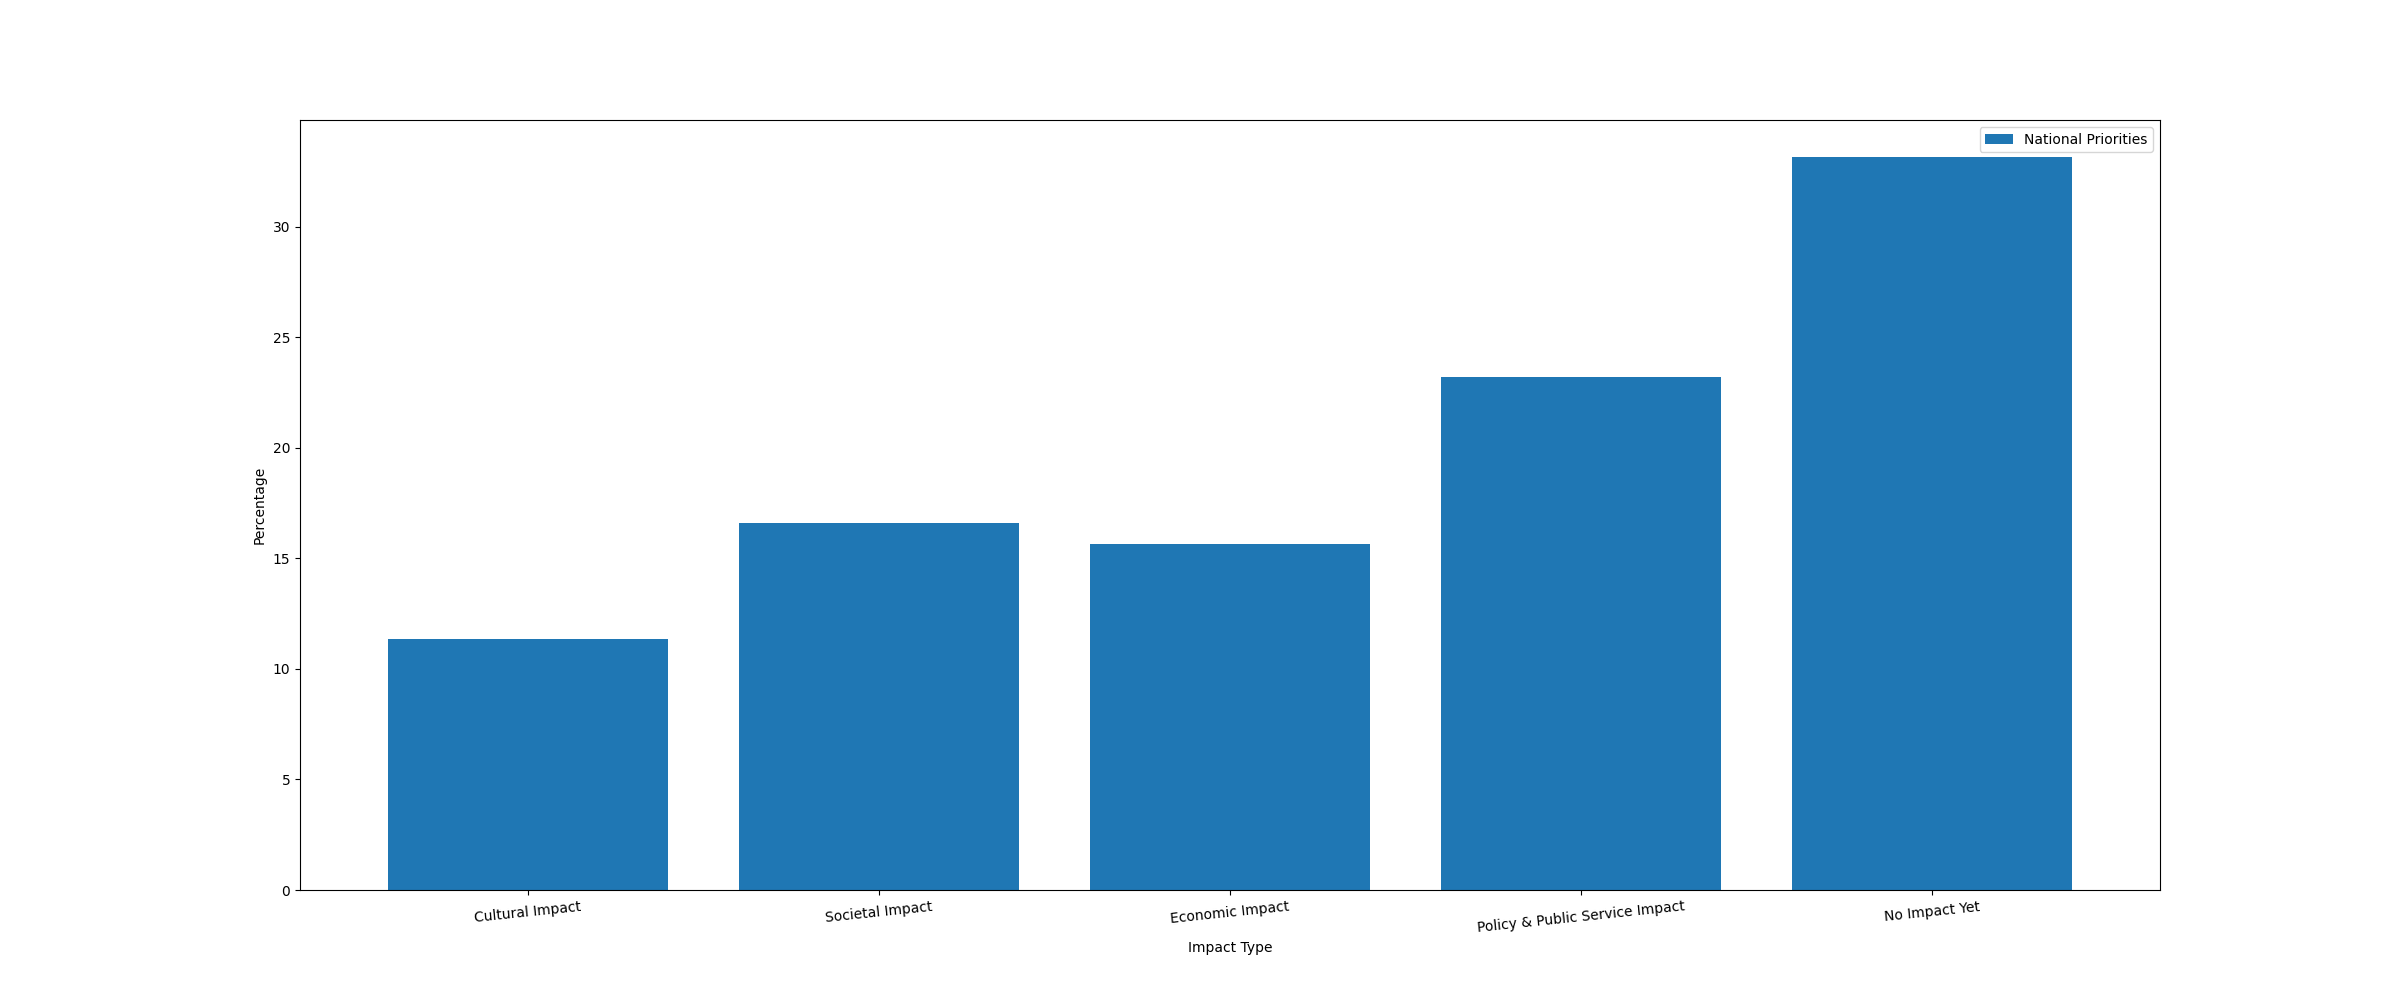 National Priorities
30
25
20
15
10
5
0
Percentage
Cultural Impact
Societal Impact
Economic Impact
Policy & Public Service Impact
No Impact Yet
Impact Type